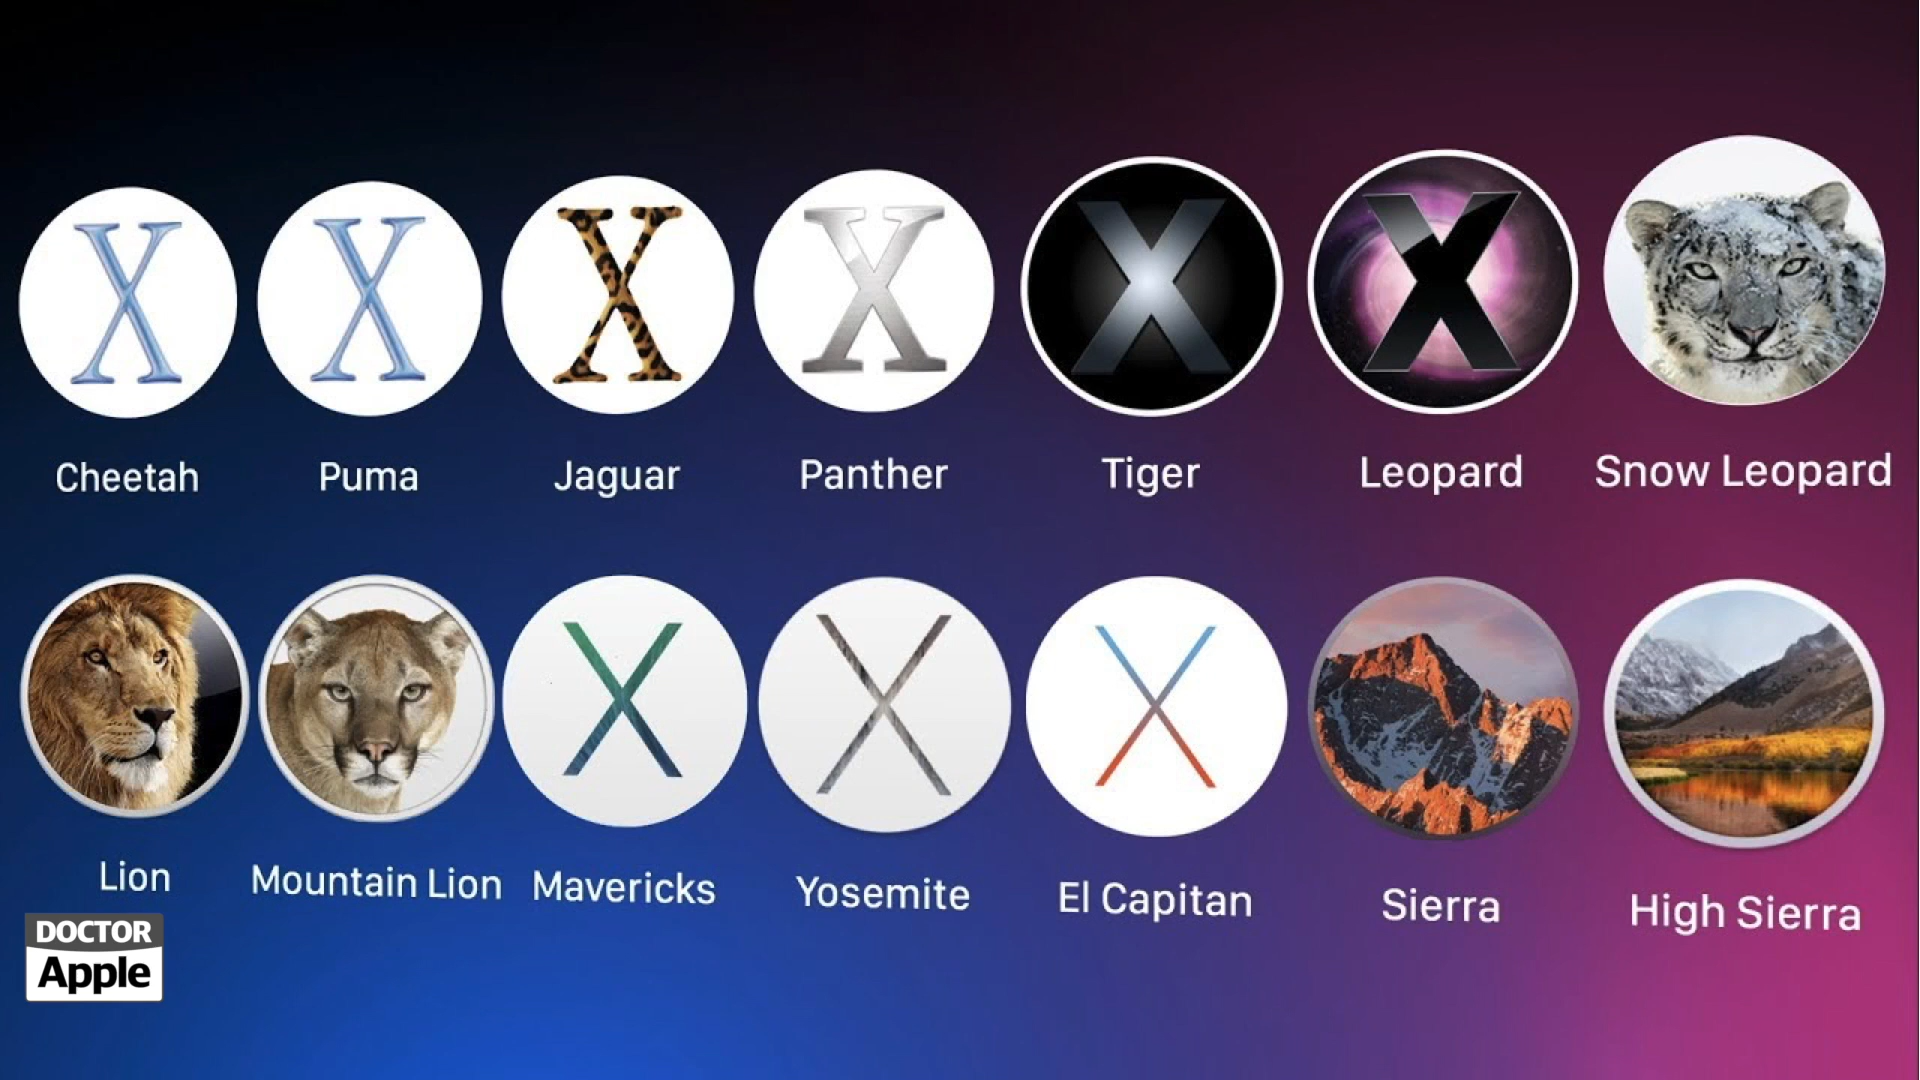 Cheetah
Puma
Jaguar
Panther
Tiger
Leopard
Snow Leopard
Lion
Mountain Lion
Mavericks
Yosemite
El Capitan
Sierra
High Sierra
DOCTOR
Apple